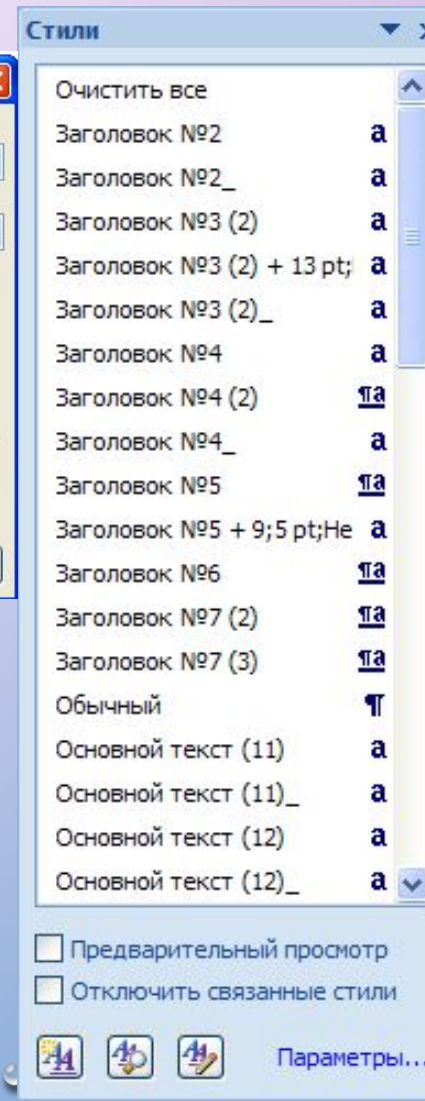 Стили
Очистить все
Заголовок №2 a
Заголовок №2_ a
Заголовок №3 (2) a
Заголовок №3 (2) + 13 pt; a
Заголовок №3 (2)_ a
Заголовок №4 a
Заголовок №4 (2) ¶a
Заголовок №4_ a
Заголовок №5 ¶a
Заголовок №5 + 9;5 pt;Не a
Заголовок №6 ¶a
Заголовок №7 (2) ¶a
Заголовок №7 (3) ¶a
Обычный ¶
Основной текст (11) a
Основной текст (11)_ a
Основной текст (12) a
Основной текст (12)_ a
Предварительный просмотр
Отключить связанные стили
Параметры...